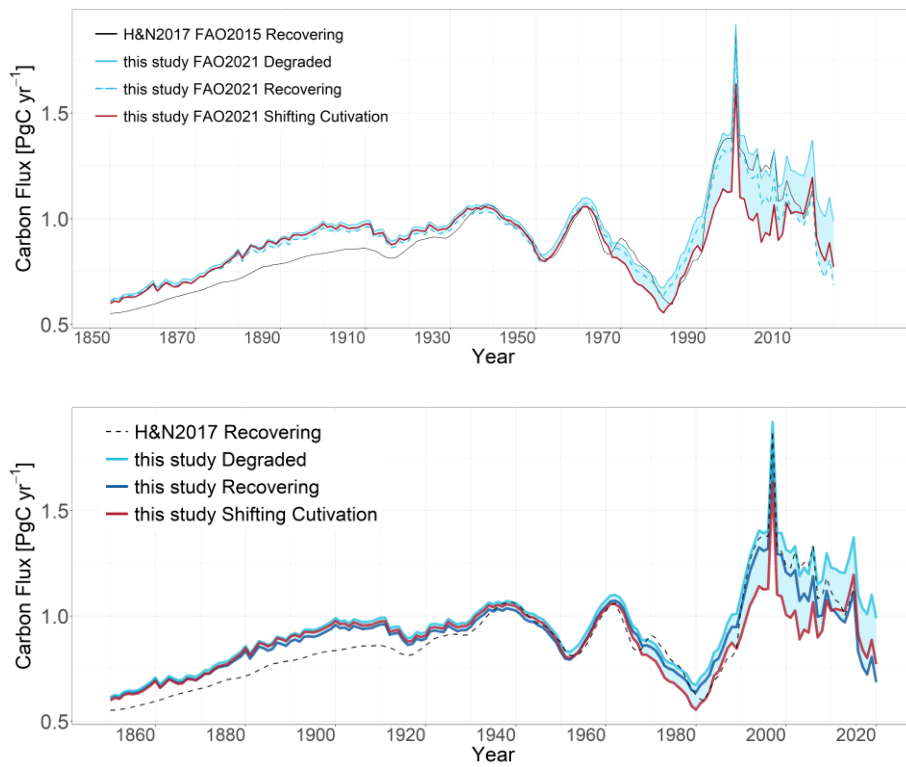 H&N2017 FAO2015 Recovering
this study FAO2021 Degraded
this study FAO2021 Recovering
this study FAO2021 Shifting Cutivation
Carbon Flux [PgC yr−1]
1.5
1.0
0.5
1850 1870 1890 1910 1930 1950 1970 1990 2010
Year
H&N2017 Recovering
this study Degraded
this study Recovering
this study Shifting Cutivation
Carbon Flux [PgC yr−1]
1.5
1.0
0.5
1860 1880 1900 1920 1940 1960 1980 2000 2020
Year